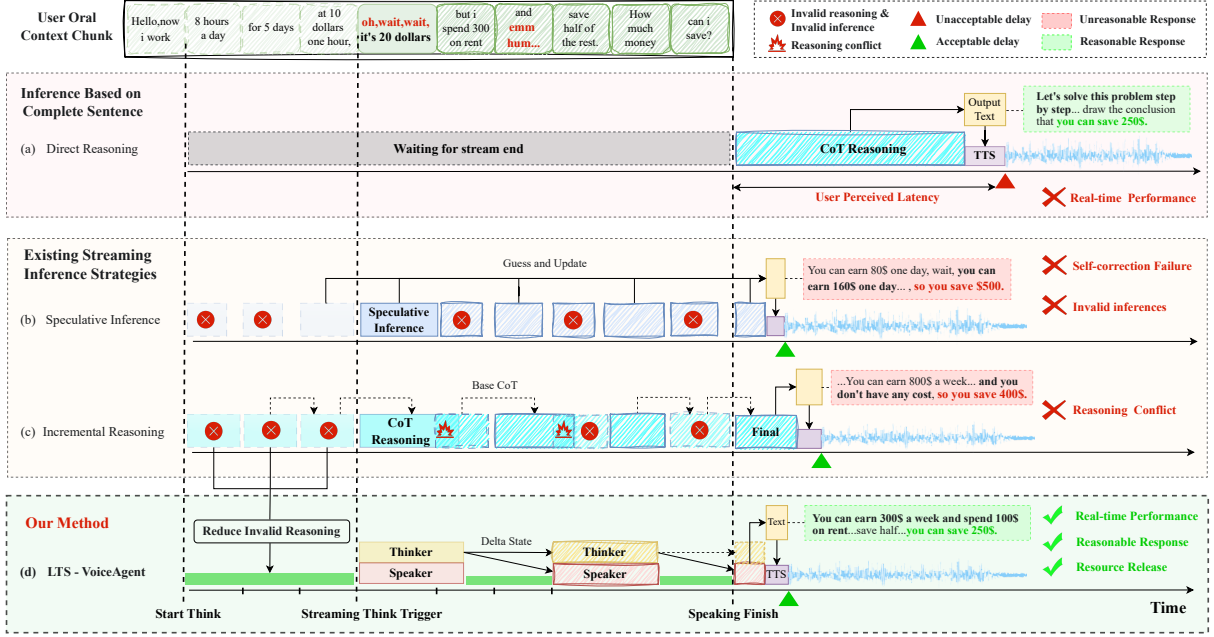 User Oral
Context Chunk
Hello,now
i work
8 hours
a day
for 5 days
at 10
dollars
one hour,
oh,wait,wait,
it's 20 dollars
but i
spend 300
on rent
and
emm
hum...
save
half of
the rest.
How
much
money
can i
save?
Invalid reasoning &
Invalid inference
Reasoning conflict
Unacceptable delay
Acceptable delay
Unreasonable Response
Reasonable Response
Inference Based on
Complete Sentence
(a) Direct Reasoning
Waiting for stream end
CoT Reasoning
Output
Text
TTS
Let's solve this problem step
by step... draw the conclusion
that you can save 250$.
User Perceived Latency
Real-time Performance
Existing Streaming
Inference Strategies
Guess and Update
(b) Speculative Inference
Speculative
Inference
You can earn 80$ one day, wait, you can
earn 160$ one day... , so you save $500.
Self-correction Failure
Invalid inferences
Base CoT
(c) Incremental Reasoning
CoT
Reasoning
Final
...You can earn 800$ a week... and you
don't have any cost, so you save 400$.
Reasoning Conflict
Our Method
Reduce Invalid Reasoning
(d) LTS - VoiceAgent
Thinker
Speaker
Delta State
Thinker
Speaker
Text
TTS
You can earn 300$ a week and spend 100$
on rent...save half...you can save 250$.
Real-time Performance
Reasonable Response
Resource Release
Start Think
Streaming Think Trigger
Speaking Finish
Time